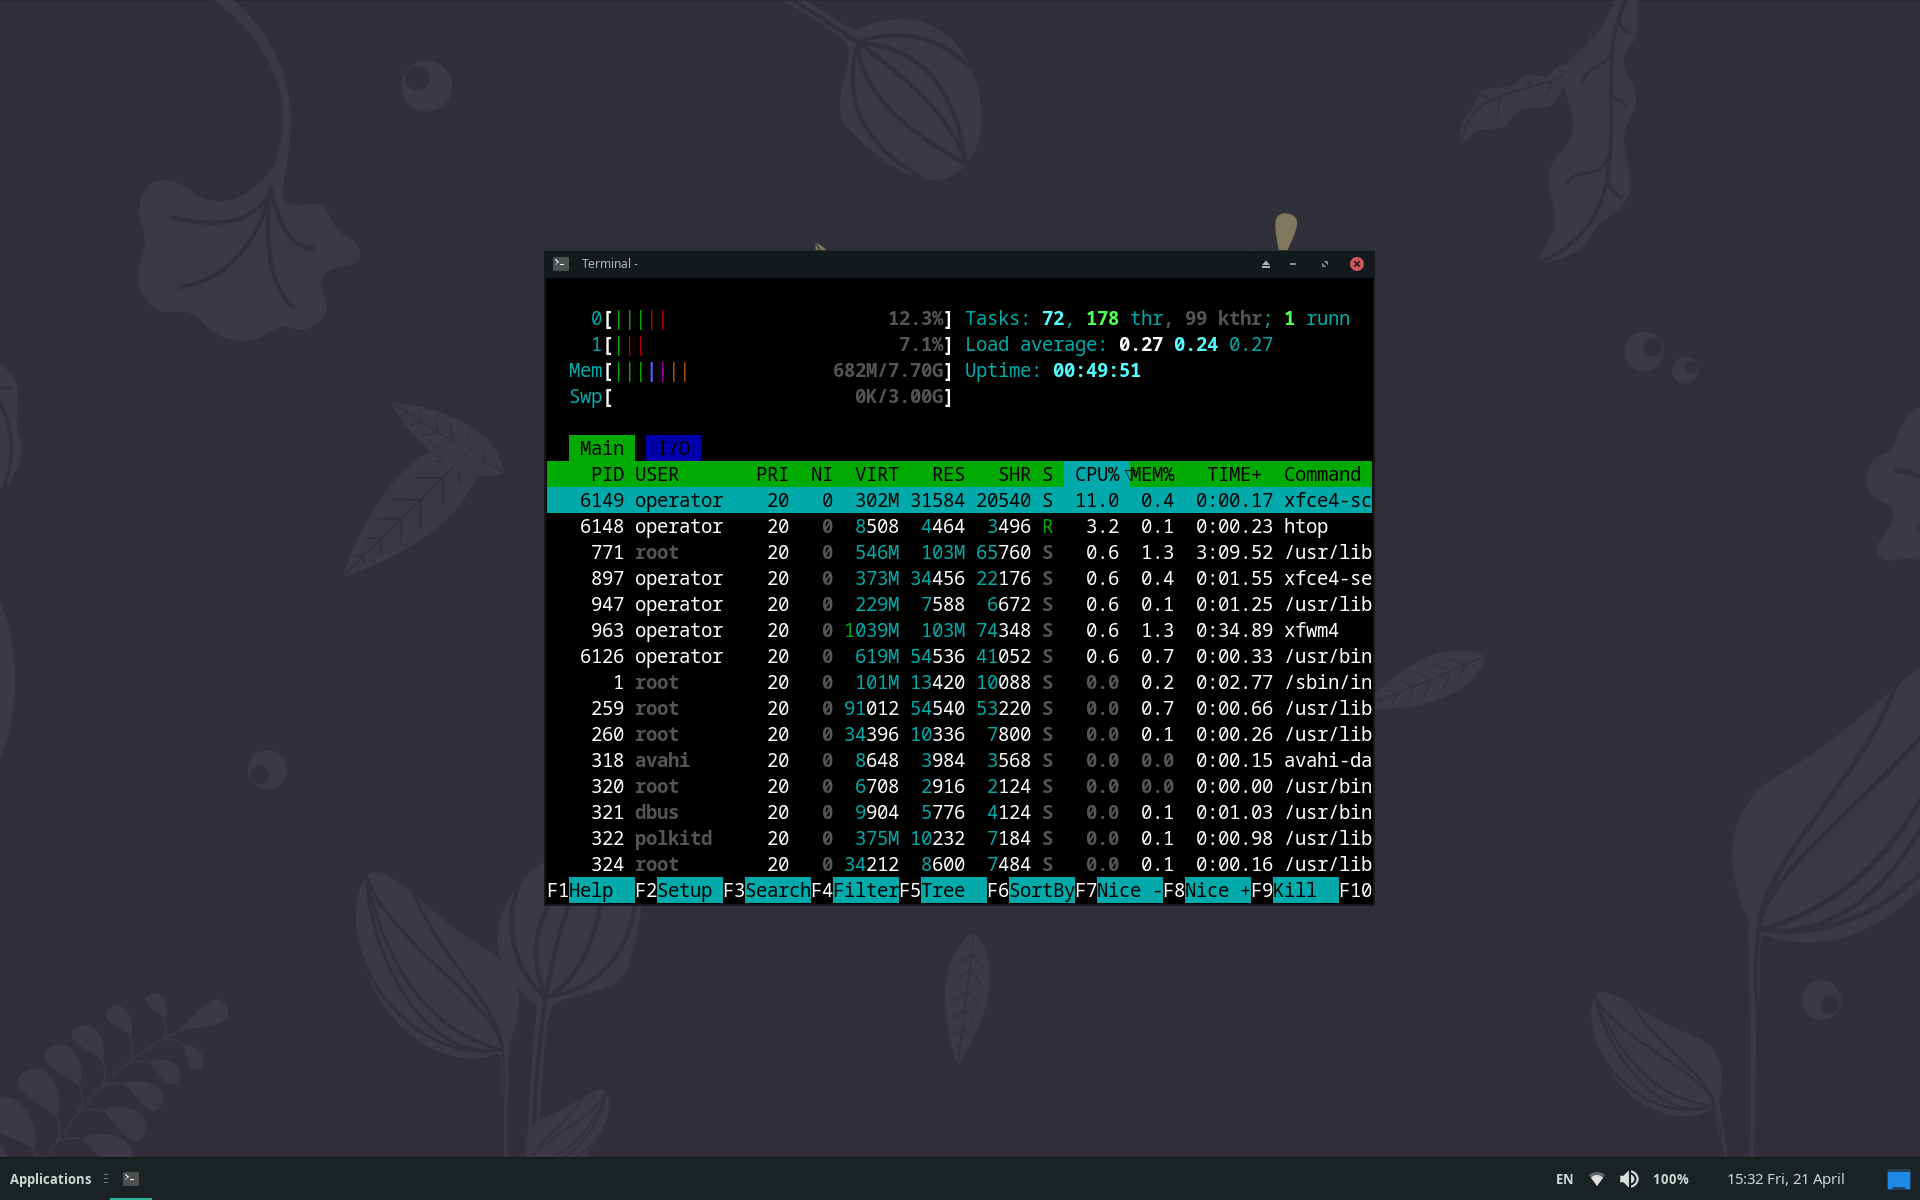 Terminal -
0[||||| 12.3%] Tasks: 72, 178 thr, 99 kthr; 1 runn
1[||| 7.1%] Load average: 0.27 0.24 0.27
Mem[||||||| 682M/7.70G] Uptime: 00:49:51
Swp[ 0K/3.00G]
Main I/O
PID USER PRI NI VIRT RES SHR S CPU%▽MEM% TIME+ Command
6149 operator 20 0 302M 31584 20540 S 11.0 0.4 0:00.17 xfce4-sc
6148 operator 20 0 8508 4464 3496 R 3.2 0.1 0:00.23 htop
771 root 20 0 546M 103M 65760 S 0.6 1.3 3:09.52 /usr/lib
897 operator 20 0 373M 34456 22176 S 0.6 0.4 0:01.55 xfce4-se
947 operator 20 0 229M 7588 6672 S 0.6 0.1 0:01.25 /usr/lib
963 operator 20 0 1039M 103M 74348 S 0.6 1.3 0:34.89 xfwm4
6126 operator 20 0 619M 54536 41052 S 0.6 0.7 0:00.33 /usr/bin
1 root 20 0 101M 13420 10088 S 0.0 0.2 0:02.77 /sbin/in
259 root 20 0 91012 54540 53220 S 0.0 0.7 0:00.66 /usr/lib
260 root 20 0 34396 10336 7800 S 0.0 0.1 0:00.26 /usr/lib
318 avahi 20 0 8648 3984 3568 S 0.0 0.0 0:00.15 avahi-da
320 root 20 0 6708 2916 2124 S 0.0 0.0 0:00.00 /usr/bin
321 dbus 20 0 9904 5776 4124 S 0.0 0.1 0:01.03 /usr/bin
322 polkitd 20 0 375M 10232 7184 S 0.0 0.1 0:00.98 /usr/lib
324 root 20 0 34212 8600 7484 S 0.0 0.1 0:00.16 /usr/lib
F1Help F2Setup F3SearchF4FilterF5Tree F6SortByF7Nice -F8Nice +F9Kill F10
Applications EN 100% 15:32 Fri, 21 April